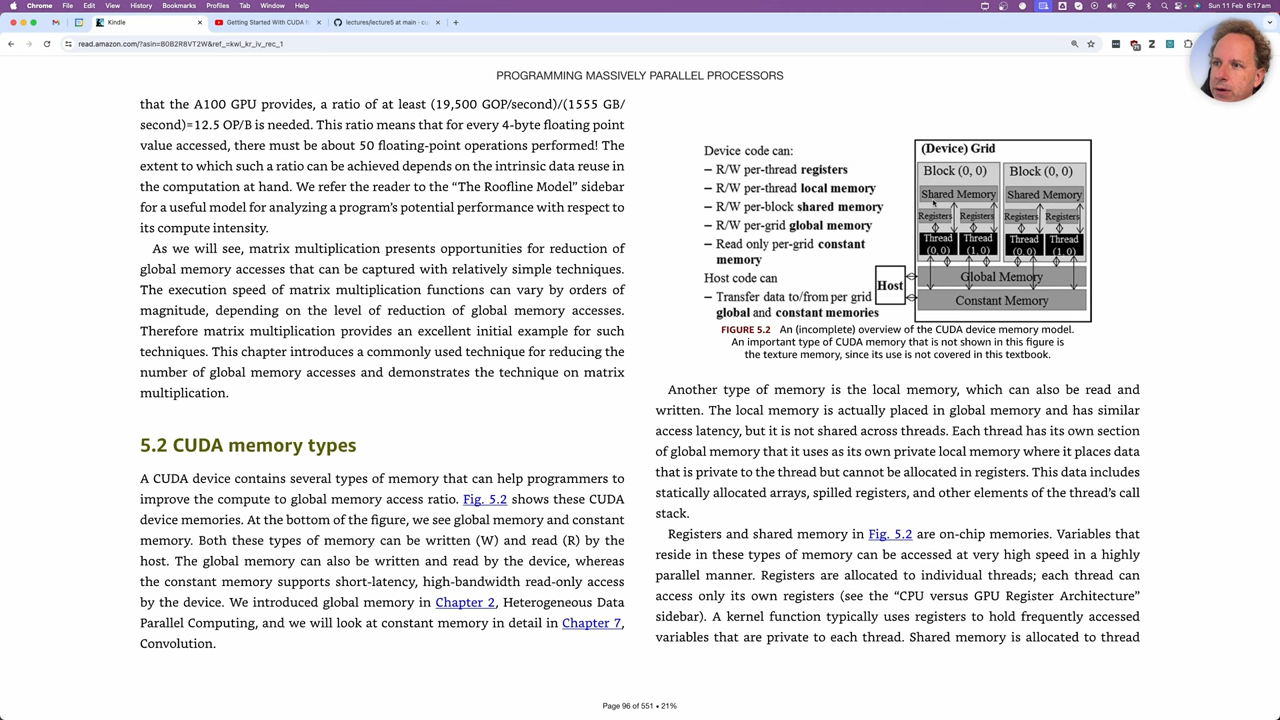 Chrome File Edit View History Bookmarks Profiles Tab Window Help
Sun 11 Feb 6:17 am
Kindle
Getting Started With CUDA f
lectures/lecture5 at main · cu
read.amazon.com/?asin=B0B2R8VT2W&ref_=kwl_kr_iv_rec_1
PROGRAMMING MASSIVELY PARALLEL PROCESSORS
that the A100 GPU provides, a ratio of at least (19,500 GOP/second)/(1555 GB/
second)=12.5 OP/B is needed. This ratio means that for every 4-byte floating point
value accessed, there must be about 50 floating-point operations performed! The
extent to which such a ratio can be achieved depends on the intrinsic data reuse in
the computation at hand. We refer the reader to the “The Roofline Model” sidebar
for a useful model for analyzing a program's potential performance with respect to
its compute intensity.
As we will see, matrix multiplication presents opportunities for reduction of
global memory accesses that can be captured with relatively simple techniques.
The execution speed of matrix multiplication functions can vary by orders of
magnitude, depending on the level of reduction of global memory accesses.
Therefore matrix multiplication provides an excellent initial example for such
techniques. This chapter introduces a commonly used technique for reducing the
number of global memory accesses and demonstrates the technique on matrix
multiplication.
5.2 CUDA memory types
A CUDA device contains several types of memory that can help programmers to
improve the compute to global memory access ratio. Fig. 5.2 shows these CUDA
device memories. At the bottom of the figure, we see global memory and constant
memory. Both these types of memory can be written (W) and read (R) by the
host. The global memory can also be written and read by the device, whereas
the constant memory supports short-latency, high-bandwidth read-only access
by the device. We introduced global memory in Chapter 2, Heterogeneous Data
Parallel Computing, and we will look at constant memory in detail in Chapter 7,
Convolution.
Device code can:
– R/W per-thread registers
– R/W per-thread local memory
– R/W per-block shared memory
– R/W per-grid global memory
– Read only per-grid constant
memory
Host code can
– Transfer data to/from per grid
global and constant memories
(Device) Grid
Block (0, 0) Block (0, 0)
Shared Memory Shared Memory
Registers Registers Registers Registers
Thread (0,0) Thread (1,0) Thread (0,0) Thread (1,0)
Host
Global Memory
Constant Memory
FIGURE 5.2 An (incomplete) overview of the CUDA device memory model.
An important type of CUDA memory that is not shown in this figure is
the texture memory, since its use is not covered in this textbook.
Another type of memory is the local memory, which can also be read and
written. The local memory is actually placed in global memory and has similar
access latency, but it is not shared across threads. Each thread has its own section
of global memory that it uses as its own private local memory where it places data
that is private to the thread but cannot be allocated in registers. This data includes
statically allocated arrays, spilled registers, and other elements of the thread's call
stack.
Registers and shared memory in Fig. 5.2 are on-chip memories. Variables that
reside in these types of memory can be accessed at very high speed in a highly
parallel manner. Registers are allocated to individual threads; each thread can
access only its own registers (see the “CPU versus GPU Register Architecture”
sidebar). A kernel function typically uses registers to hold frequently accessed
variables that are private to each thread. Shared memory is allocated to thread
Page 96 of 551 • 21%